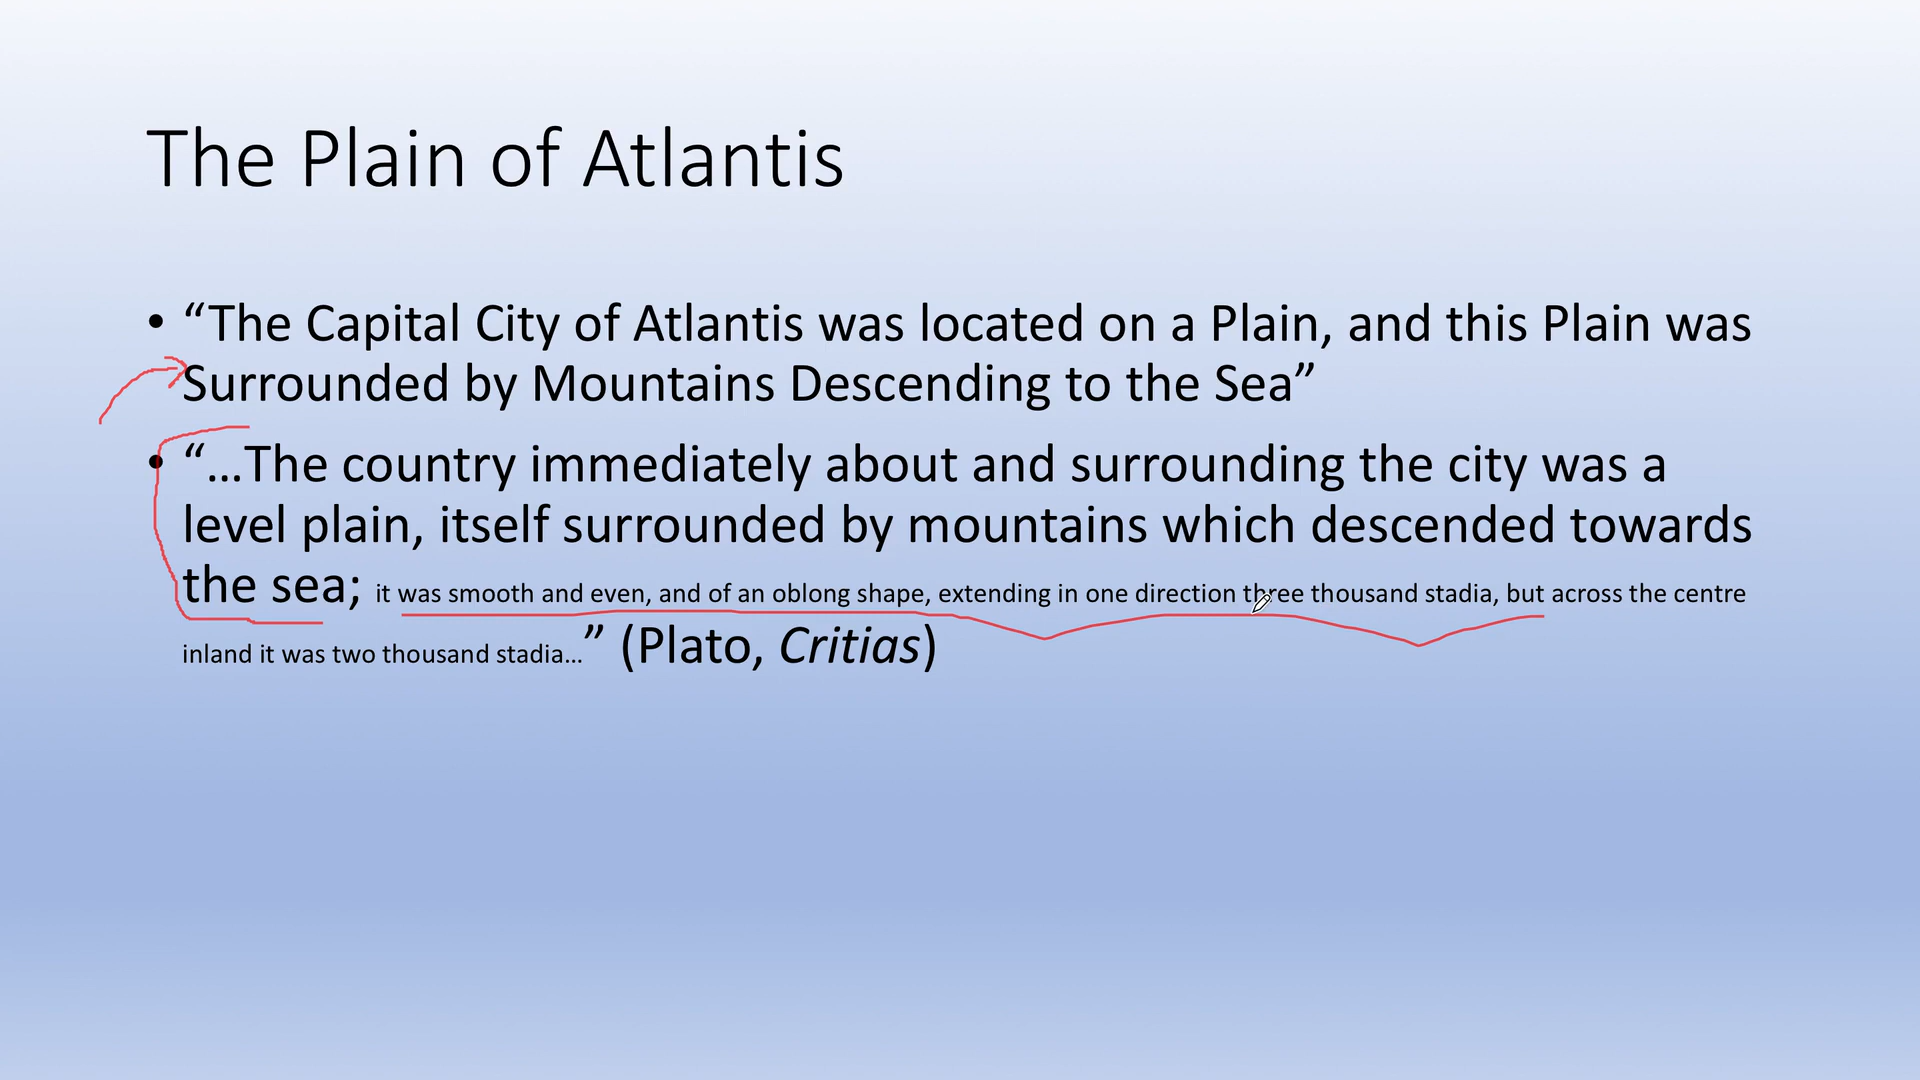 The Plain of Atlantis
• “The Capital City of Atlantis was located on a Plain, and this Plain was
Surrounded by Mountains Descending to the Sea”
• “…The country immediately about and surrounding the city was a
level plain, itself surrounded by mountains which descended towards
the sea; it was smooth and even, and of an oblong shape, extending in one direction three thousand stadia, but across the centre
inland it was two thousand stadia…” (Plato, Critias)